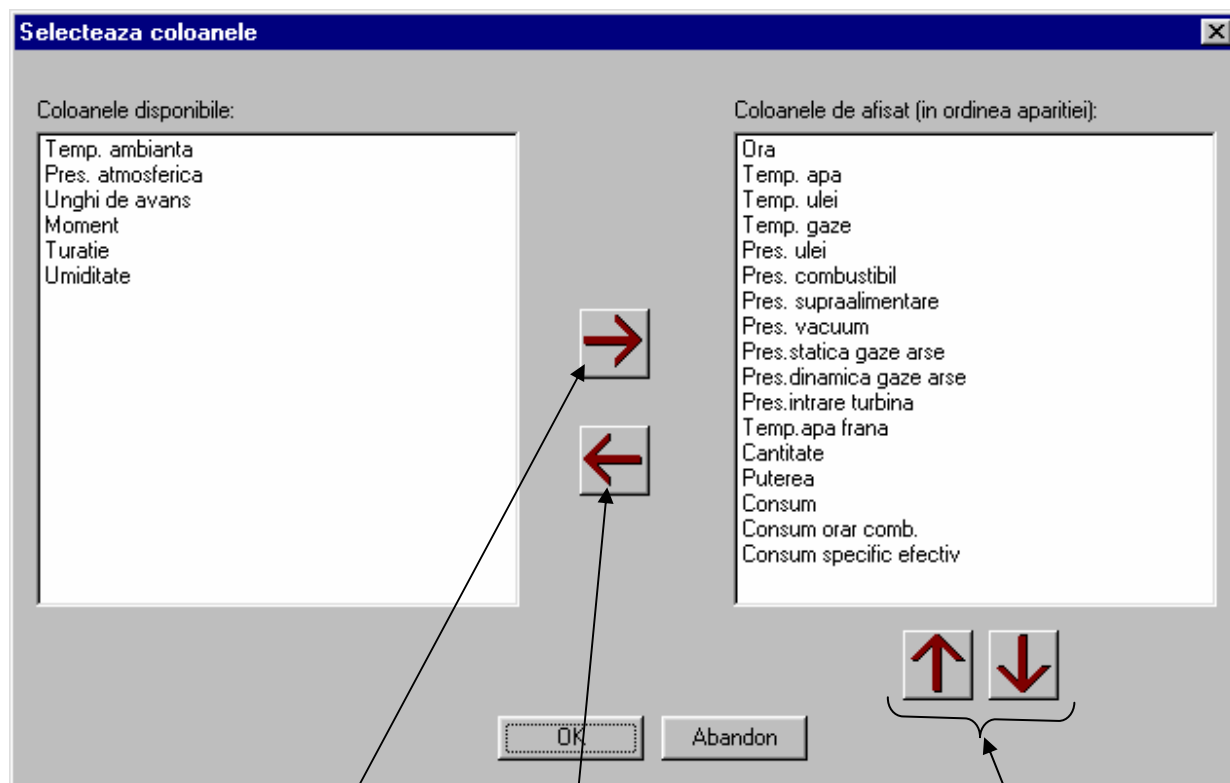 Selecteaza coloanele
Coloanele disponibile:
Temp. ambianta
Pres. atmosferica
Unghi de avans
Moment
Turatie
Umiditate
Coloanele de afisat (in ordinea aparitiei):
Ora
Temp. apa
Temp. ulei
Temp. gaze
Pres. ulei
Pres. combustibil
Pres. supraalimentare
Pres. vacuum
Pres.statica gaze arse
Pres.dinamica gaze arse
Pres.intrare turbina
Temp.apa frana
Cantitate
Puterea
Consum
Consum orar comb.
Consum specific efectiv
OK
Abandon